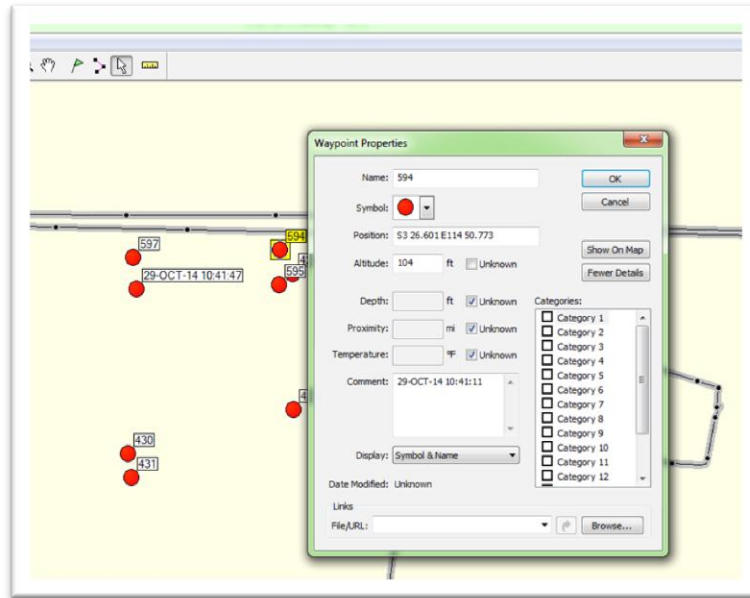 Waypoint Properties
Name: 594
OK
Symbol:
Cancel
Position: S3 26.601 E114 50.773
Show On Map
Altitude: 104 ft Unknown
Fewer Details
Depth: ft Unknown
Categories:
Proximity: mi Unknown
Temperature: °F Unknown
Category 1
Category 2
Category 3
Category 4
Category 5
Category 6
Category 7
Category 8
Category 9
Category 10
Category 11
Category 12
Comment: 29-OCT-14 10:41:11
Display: Symbol & Name
Date Modified: Unknown
Links
File/URL:
Browse...
594
597
595
29-OCT-14 10:41:47
430
431